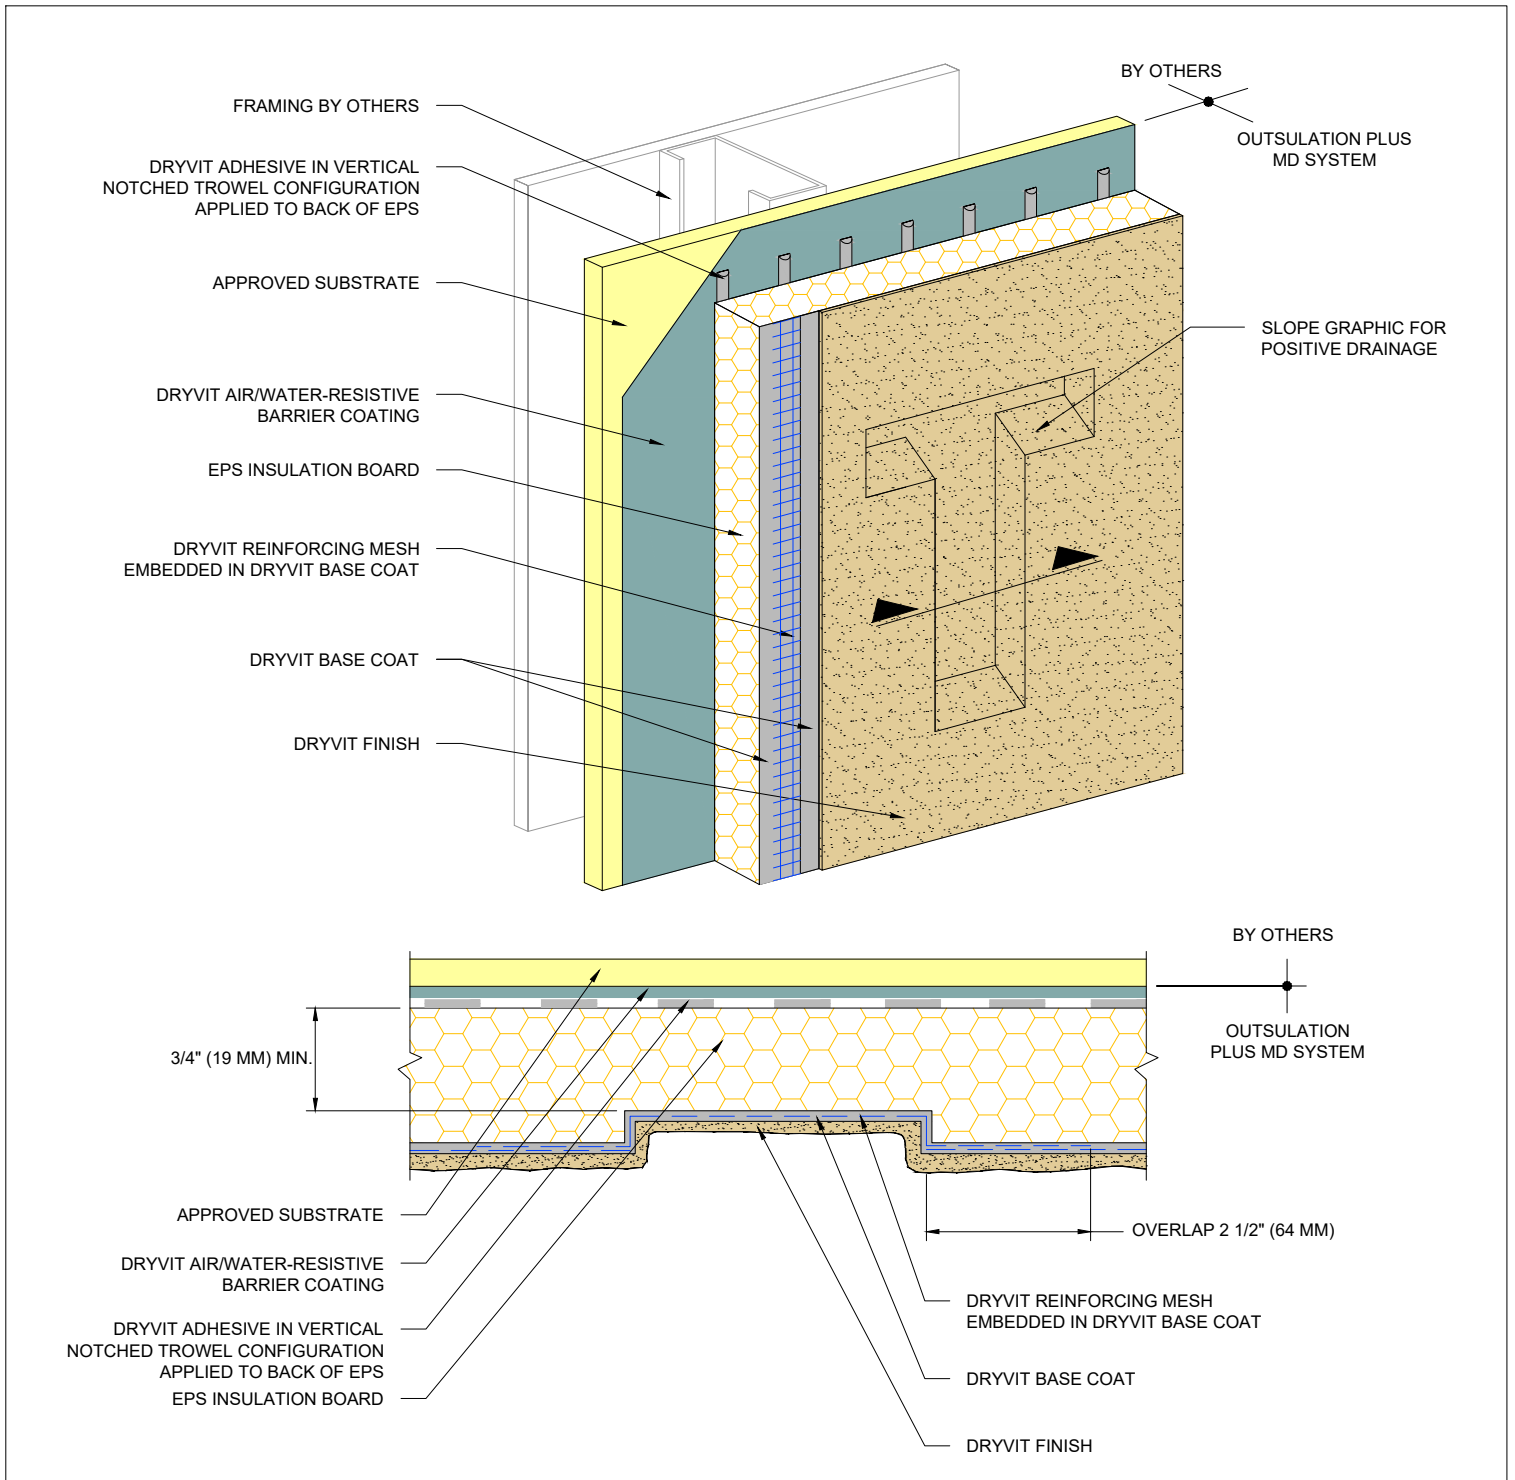 FRAMING BY OTHERS
DRYVIT ADHESIVE IN VERTICAL
NOTCHED TROWEL CONFIGURATION
APPLIED TO BACK OF EPS
APPROVED SUBSTRATE
DRYVIT AIR/WATER-RESISTIVE
BARRIER COATING
EPS INSULATION BOARD
DRYVIT REINFORCING MESH
EMBEDDED IN DRYVIT BASE COAT
DRYVIT BASE COAT
DRYVIT FINISH
BY OTHERS
OUTSULATION PLUS
MD SYSTEM
SLOPE GRAPHIC FOR
POSITIVE DRAINAGE
BY OTHERS
OUTSULATION
PLUS MD SYSTEM
3/4" (19 MM) MIN.
OVERLAP 2 1/2" (64 MM)
APPROVED SUBSTRATE
DRYVIT AIR/WATER-RESISTIVE
BARRIER COATING
DRYVIT ADHESIVE IN VERTICAL
NOTCHED TROWEL CONFIGURATION
APPLIED TO BACK OF EPS
EPS INSULATION BOARD
DRYVIT REINFORCING MESH
EMBEDDED IN DRYVIT BASE COAT
DRYVIT BASE COAT
DRYVIT FINISH